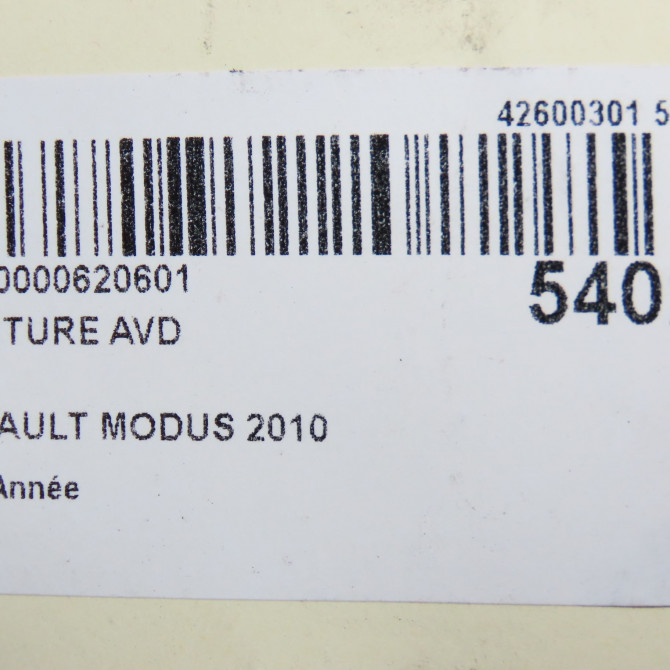 42600301 5
0000620601
540
TURE AVD
AULT MODUS 2010
Année